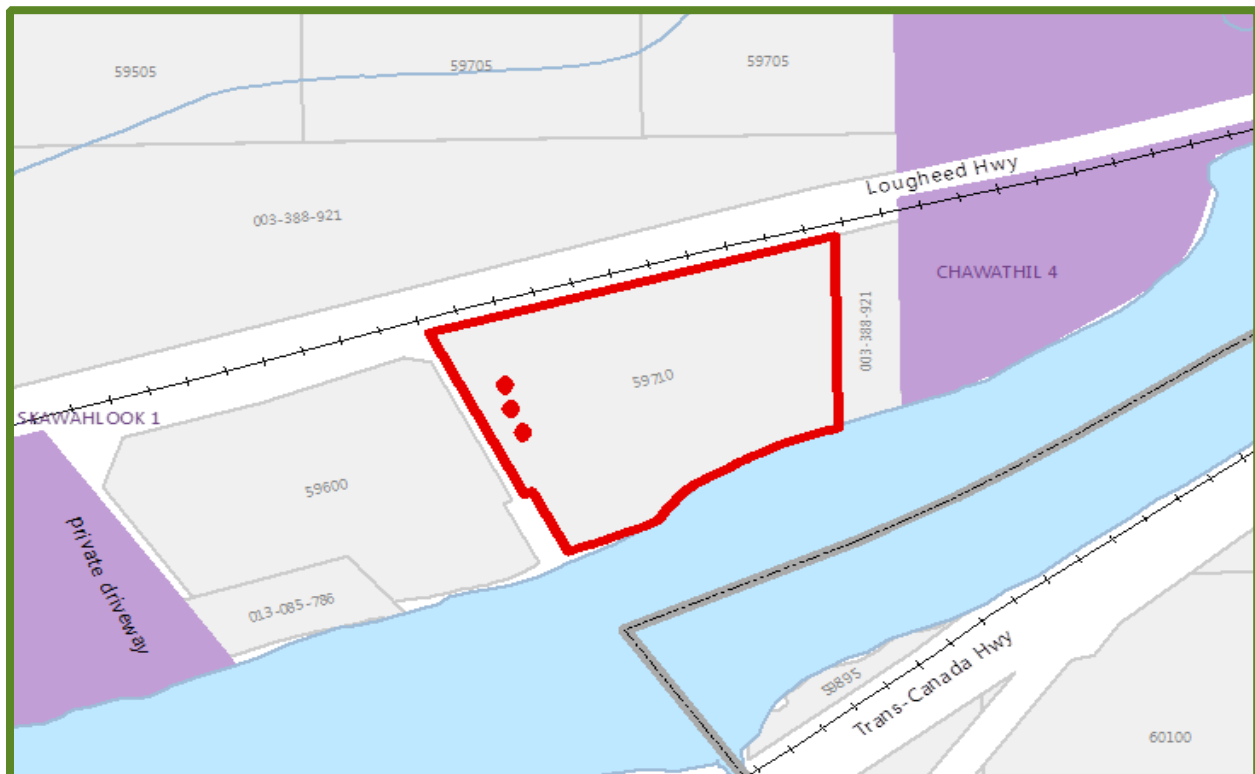 59505
59705
59705
Lougheed Hwy
003-388-921
CHAWATHIL 4
003-388-921
59710
SKAWAHLOOK 1
59600
private driveway
013-085-786
59895
Trans-Canada Hwy
60100